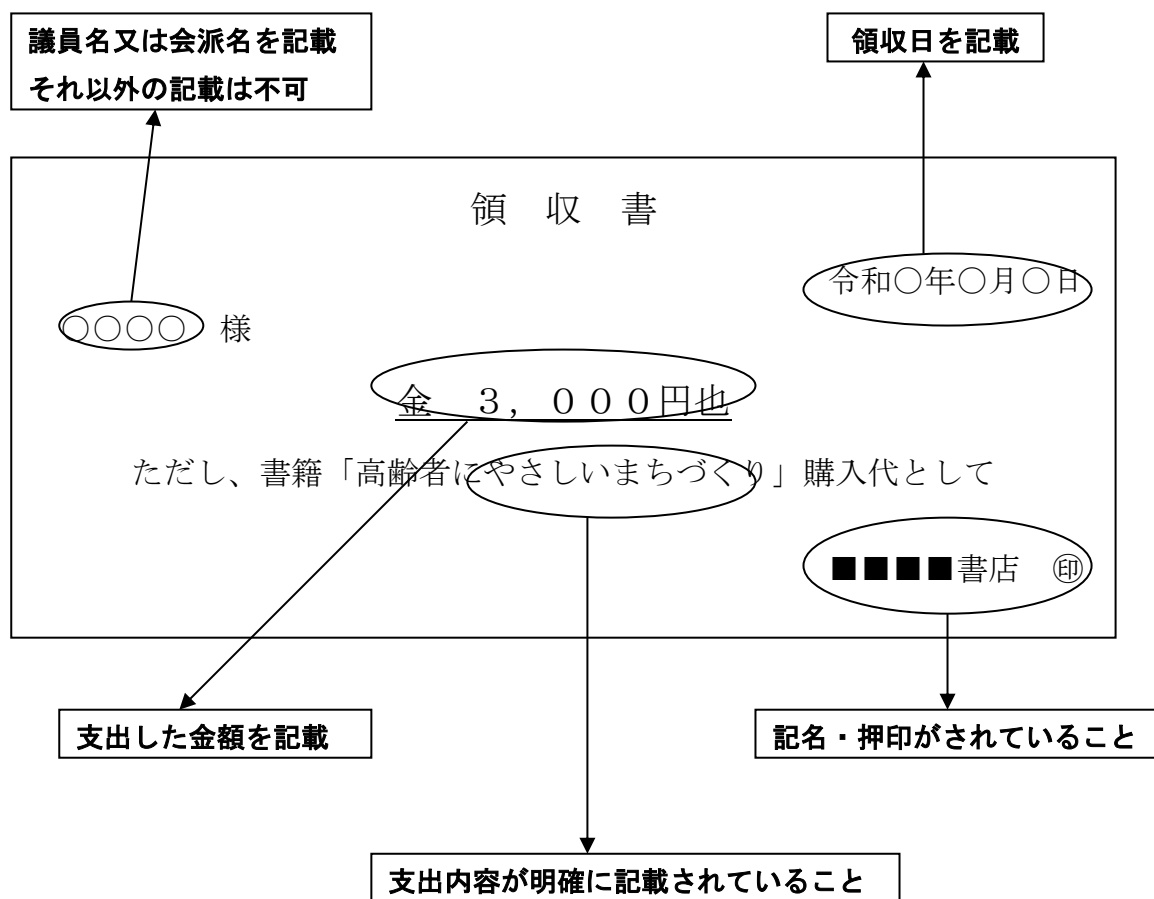 議員名又は会派名を記載
それ以外の記載は不可
領収日を記載
領　収　書
令和○年○月○日
○○○○　様
金　３，０００円也
ただし、書籍「高齢者にやさしいまちづくり」購入代として
■■■■書店　㊞
支出した金額を記載
記名・押印がされていること
支出内容が明確に記載されていること